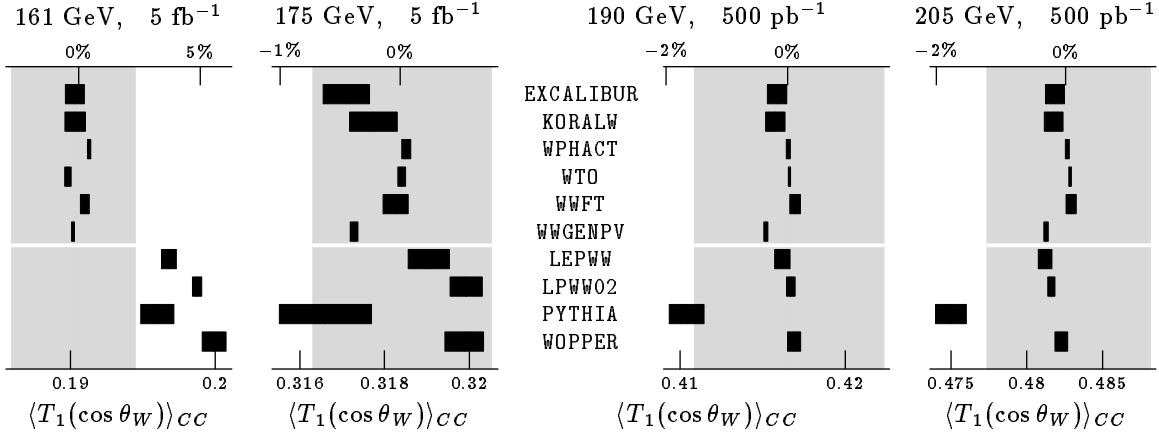 161 GeV, 5 fb⁻¹ 175 GeV, 5 fb⁻¹ 190 GeV, 500 pb⁻¹ 205 GeV, 500 pb⁻¹
0% 5% −1% 0% −2% 0% −2% 0%
EXCALIBUR
KORALW
WPHACT
WTO
WWFT
WWGENPV
LEPWW
LPWW02
PYTHIA
WOPPER
0.19 0.2 0.316 0.318 0.32 0.41 0.42 0.475 0.48 0.485
⟨T₁(cos θ_W)⟩_CC ⟨T₁(cos θ_W)⟩_CC ⟨T₁(cos θ_W)⟩_CC ⟨T₁(cos θ_W)⟩_CC